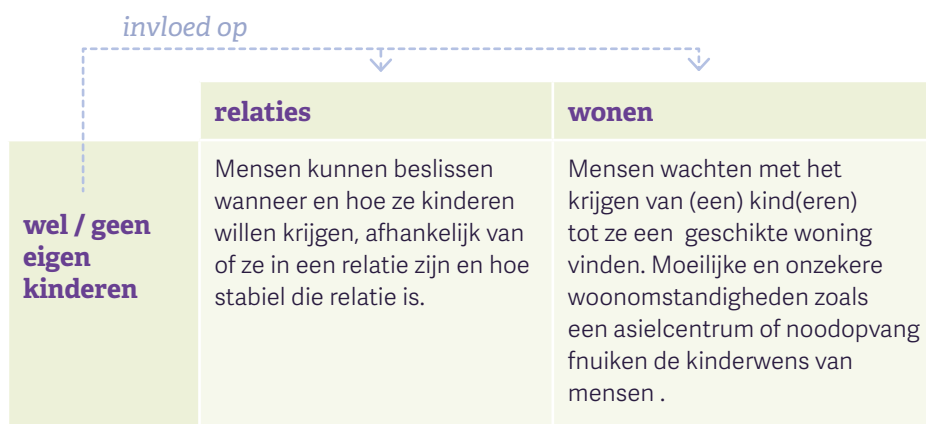 invloed op
relaties
wonen
wel / geen
eigen
kinderen
Mensen kunnen beslissen
wanneer en hoe ze kinderen
willen krijgen, afhankelijk van
of ze in een relatie zijn en hoe
stabiel die relatie is.
Mensen wachten met het
krijgen van (een) kind(eren)
tot ze een geschikte woning
vinden. Moeilijke en onzekere
woonomstandigheden zoals
een asielcentrum of noodopvang
fnuiken de kinderwens van
mensen .